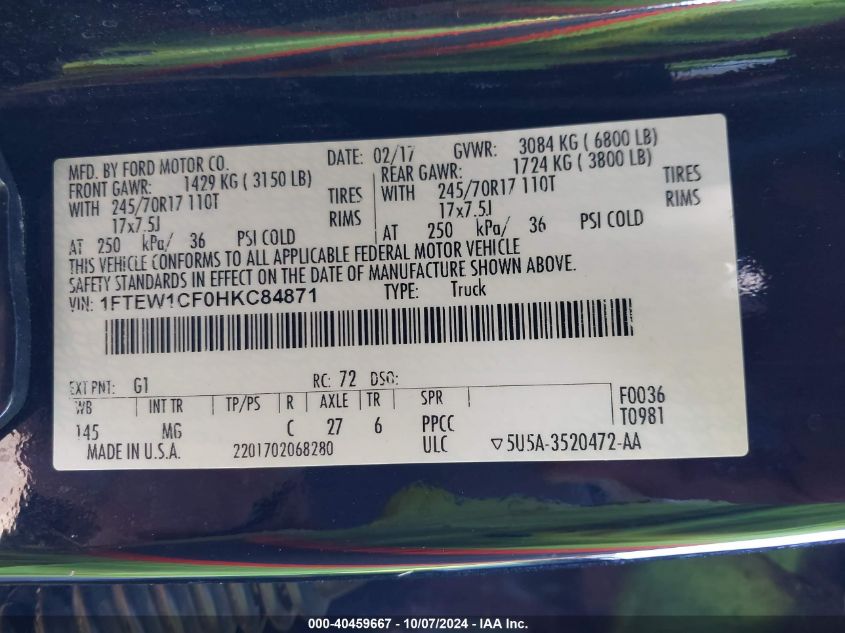 MFD. BY FORD MOTOR CO. DATE: 02/17 GVWR: 3084 KG ( 6800 LB)
FRONT GAWR: 1429 KG ( 3150 LB) REAR GAWR: 1724 KG ( 3800 LB)
WITH 245/70R17 110T TIRES WITH 245/70R17 110T TIRES
17x7.5J RIMS 17x7.5J RIMS
AT 250 kPa/ 36 PSI COLD AT 250 kPa/ 36 PSI COLD
THIS VEHICLE CONFORMS TO ALL APPLICABLE FEDERAL MOTOR VEHICLE
SAFETY STANDARDS IN EFFECT ON THE DATE OF MANUFACTURE SHOWN ABOVE.
VIN: 1FTEW1CF0HKC84871 TYPE: Truck
EXT PNT: G1 RC: 72 DSO:
WB INT TR TP/PS R AXLE TR SPR F0036
145 MG C 27 6 PPCC T0981
MADE IN U.S.A. 2201702068280 ULC ▽5U5A-3520472-AA
000-40459667 - 10/07/2024 - IAA Inc.